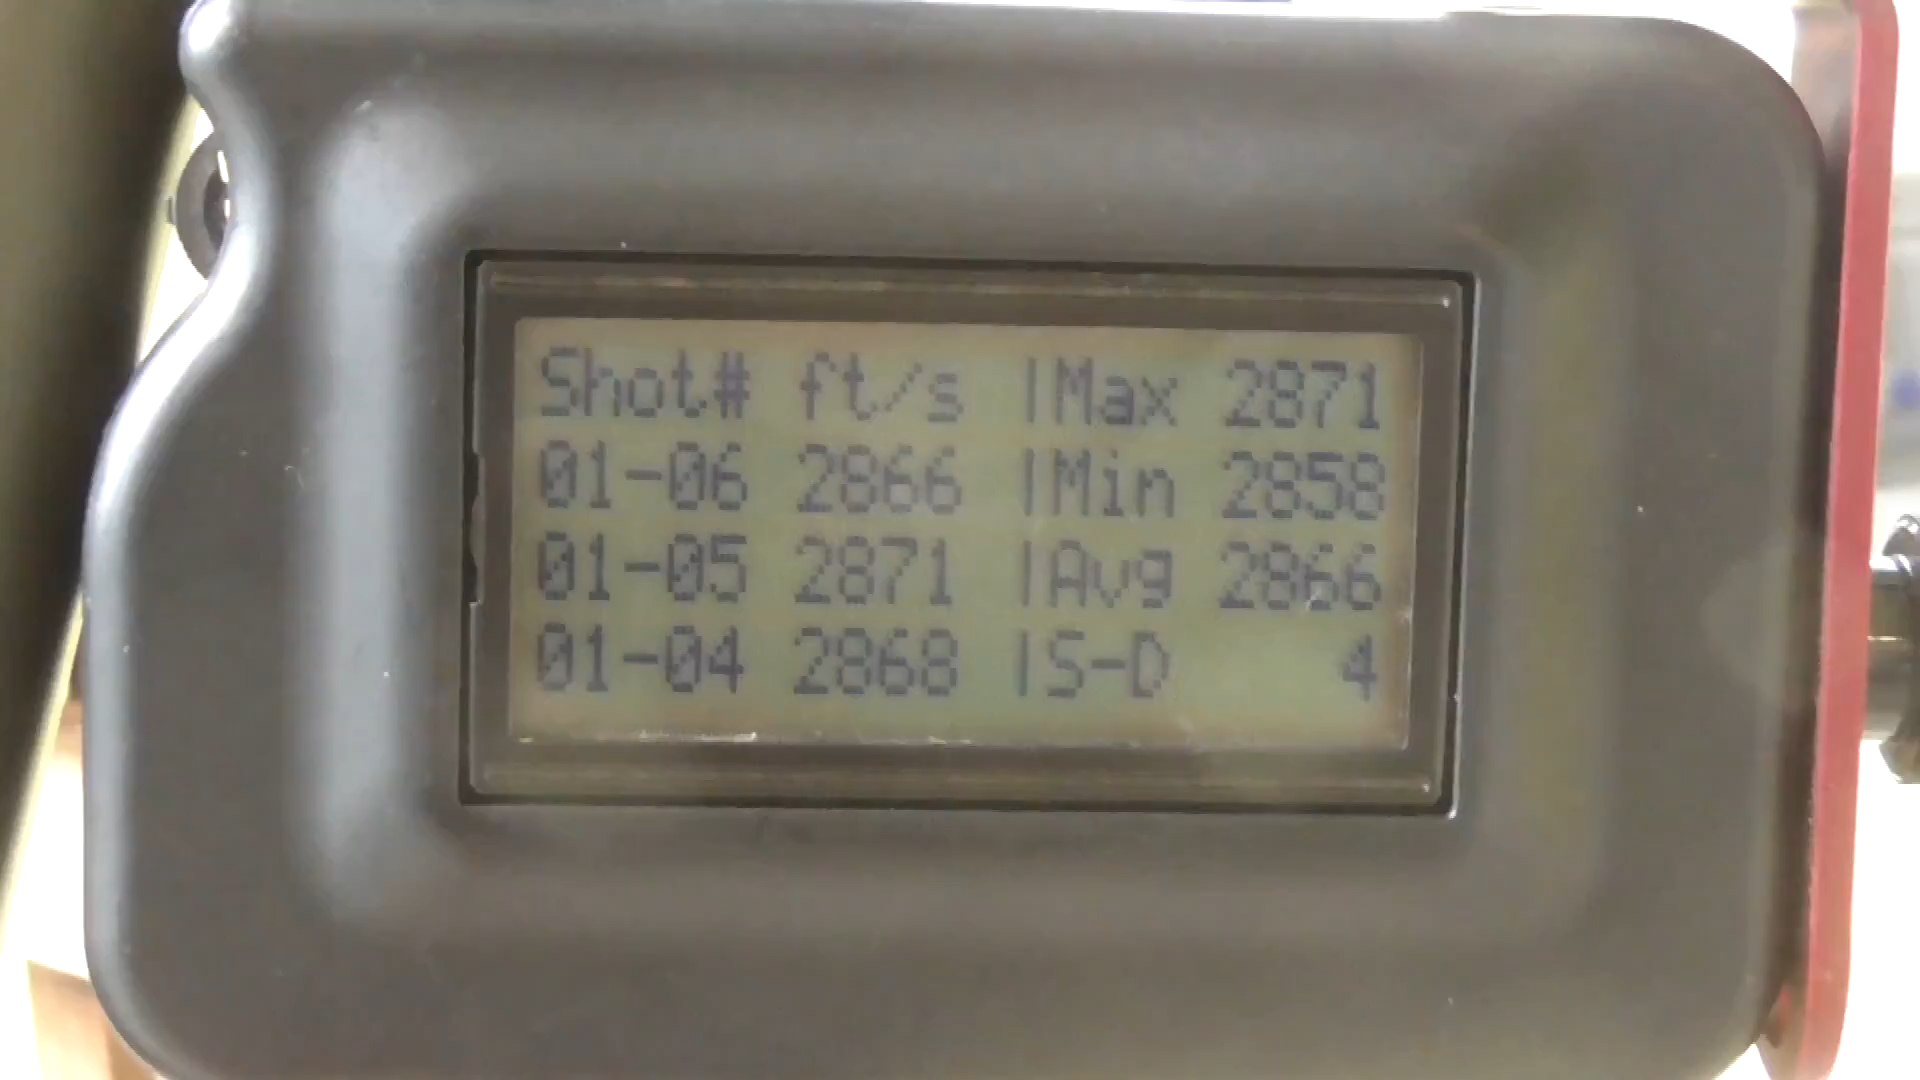 Shot# ft/s |Max 2871
01-06 2866 |Min 2858
01-05 2871 |Avg 2866
01-04 2868 |S-D 4